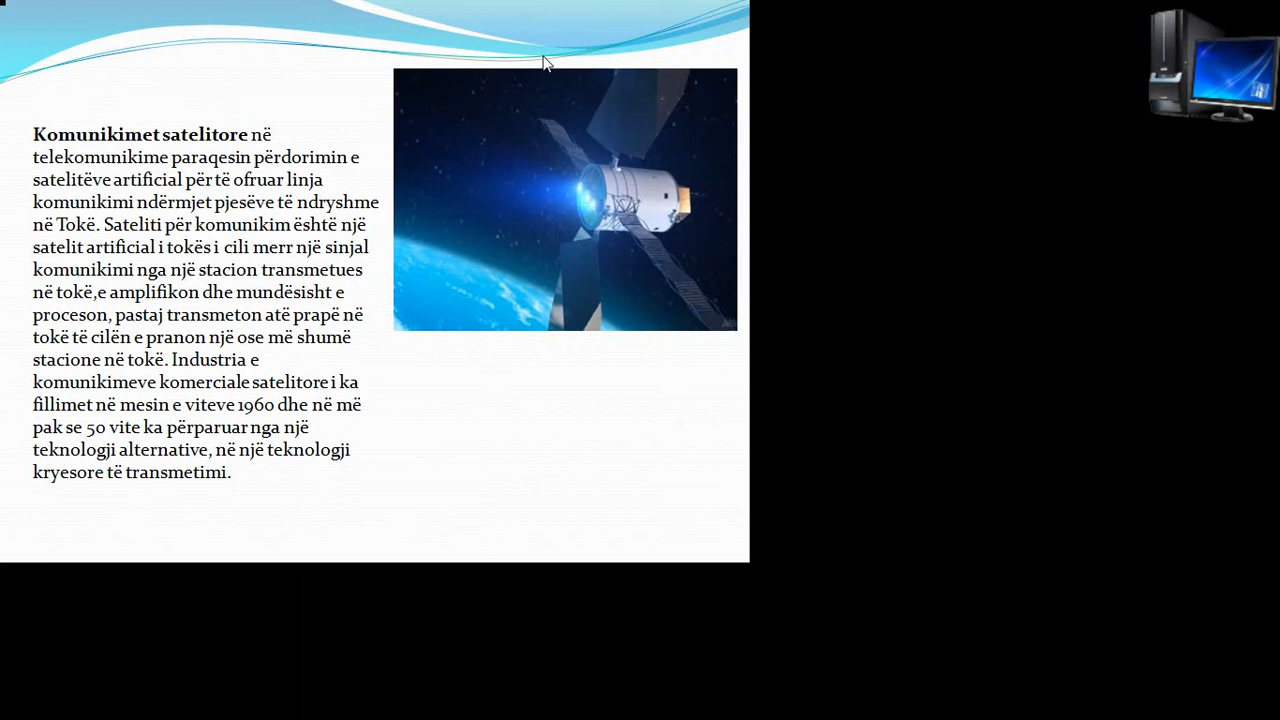 Komunikimet satelitore në
telekomunikime paraqesin përdorimin e
satelitëve artificial për të ofruar linja
komunikimi ndërmjet pjesëve të ndryshme
në Tokë. Sateliti për komunikim është një
satelit artificial i tokës i cili merr një sinjal
komunikimi nga një stacion transmetues
në tokë,e amplifikon dhe mundësisht e
proceson, pastaj transmeton atë prapë në
tokë të cilën e pranon një ose më shumë
stacione në tokë. Industria e
komunikimeve komerciale satelitore i ka
fillimet në mesin e viteve 1960 dhe në më
pak se 50 vite ka përparuar nga një
teknologji alternative, në një teknologji
kryesore të transmetimi.